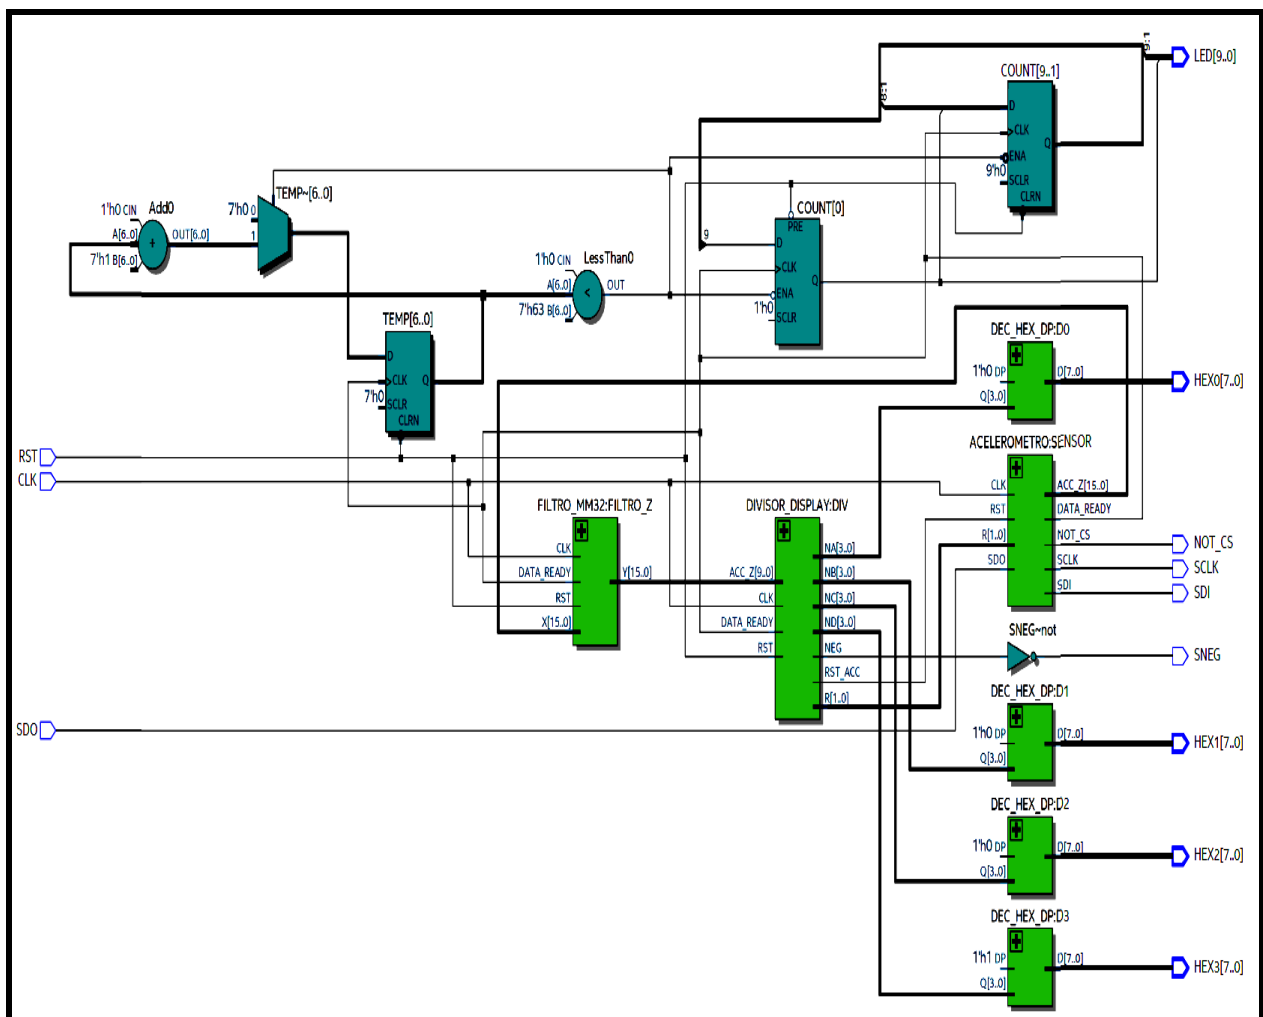 9:1
LED[9..0]
COUNT[9..1]
8:1
D
CLK
Q
ENA
9'h0
SCLR
CLRN
TEMP~[6..0]
1'h0 CIN
Add0
7'h0 0
A[6..0]
+
OUT[6..0]
1
7'h1 B[6..0]
COUNT[0]
PRE
9
D
CLK
Q
ENA
1'h0
SCLR
LessThan0
1'h0 CIN
A[6..0]
<
OUT
7'h63 B[6..0]
TEMP[6..0]
D
CLK
Q
7'h0
SCLR
CLRN
DEC_HEX_DP:D0
1'h0 DP
D[7..0]
Q[3..0]
HEX0[7..0]
RST
CLK
ACELEROMETRO:SENSOR
CLK
ACC_Z[15..0]
RST
DATA_READY
R[1..0]
NOT_CS
SDO
SCLK
SDI
NOT_CS
SCLK
SDI
FILTRO_MM32:FILTRO_Z
CLK
DATA_READY
Y[15..0]
RST
X[15..0]
DIVISOR_DISPLAY:DIV
NA[3..0]
ACC_Z[9..0]
NB[3..0]
CLK
NC[3..0]
DATA_READY
ND[3..0]
RST
NEG
RST_ACC
R[1..0]
SNEG~not
SNEG
SDO
DEC_HEX_DP:D1
1'h0 DP
D[7..0]
Q[3..0]
HEX1[7..0]
DEC_HEX_DP:D2
1'h0 DP
D[7..0]
Q[3..0]
HEX2[7..0]
DEC_HEX_DP:D3
1'h1 DP
D[7..0]
Q[3..0]
HEX3[7..0]